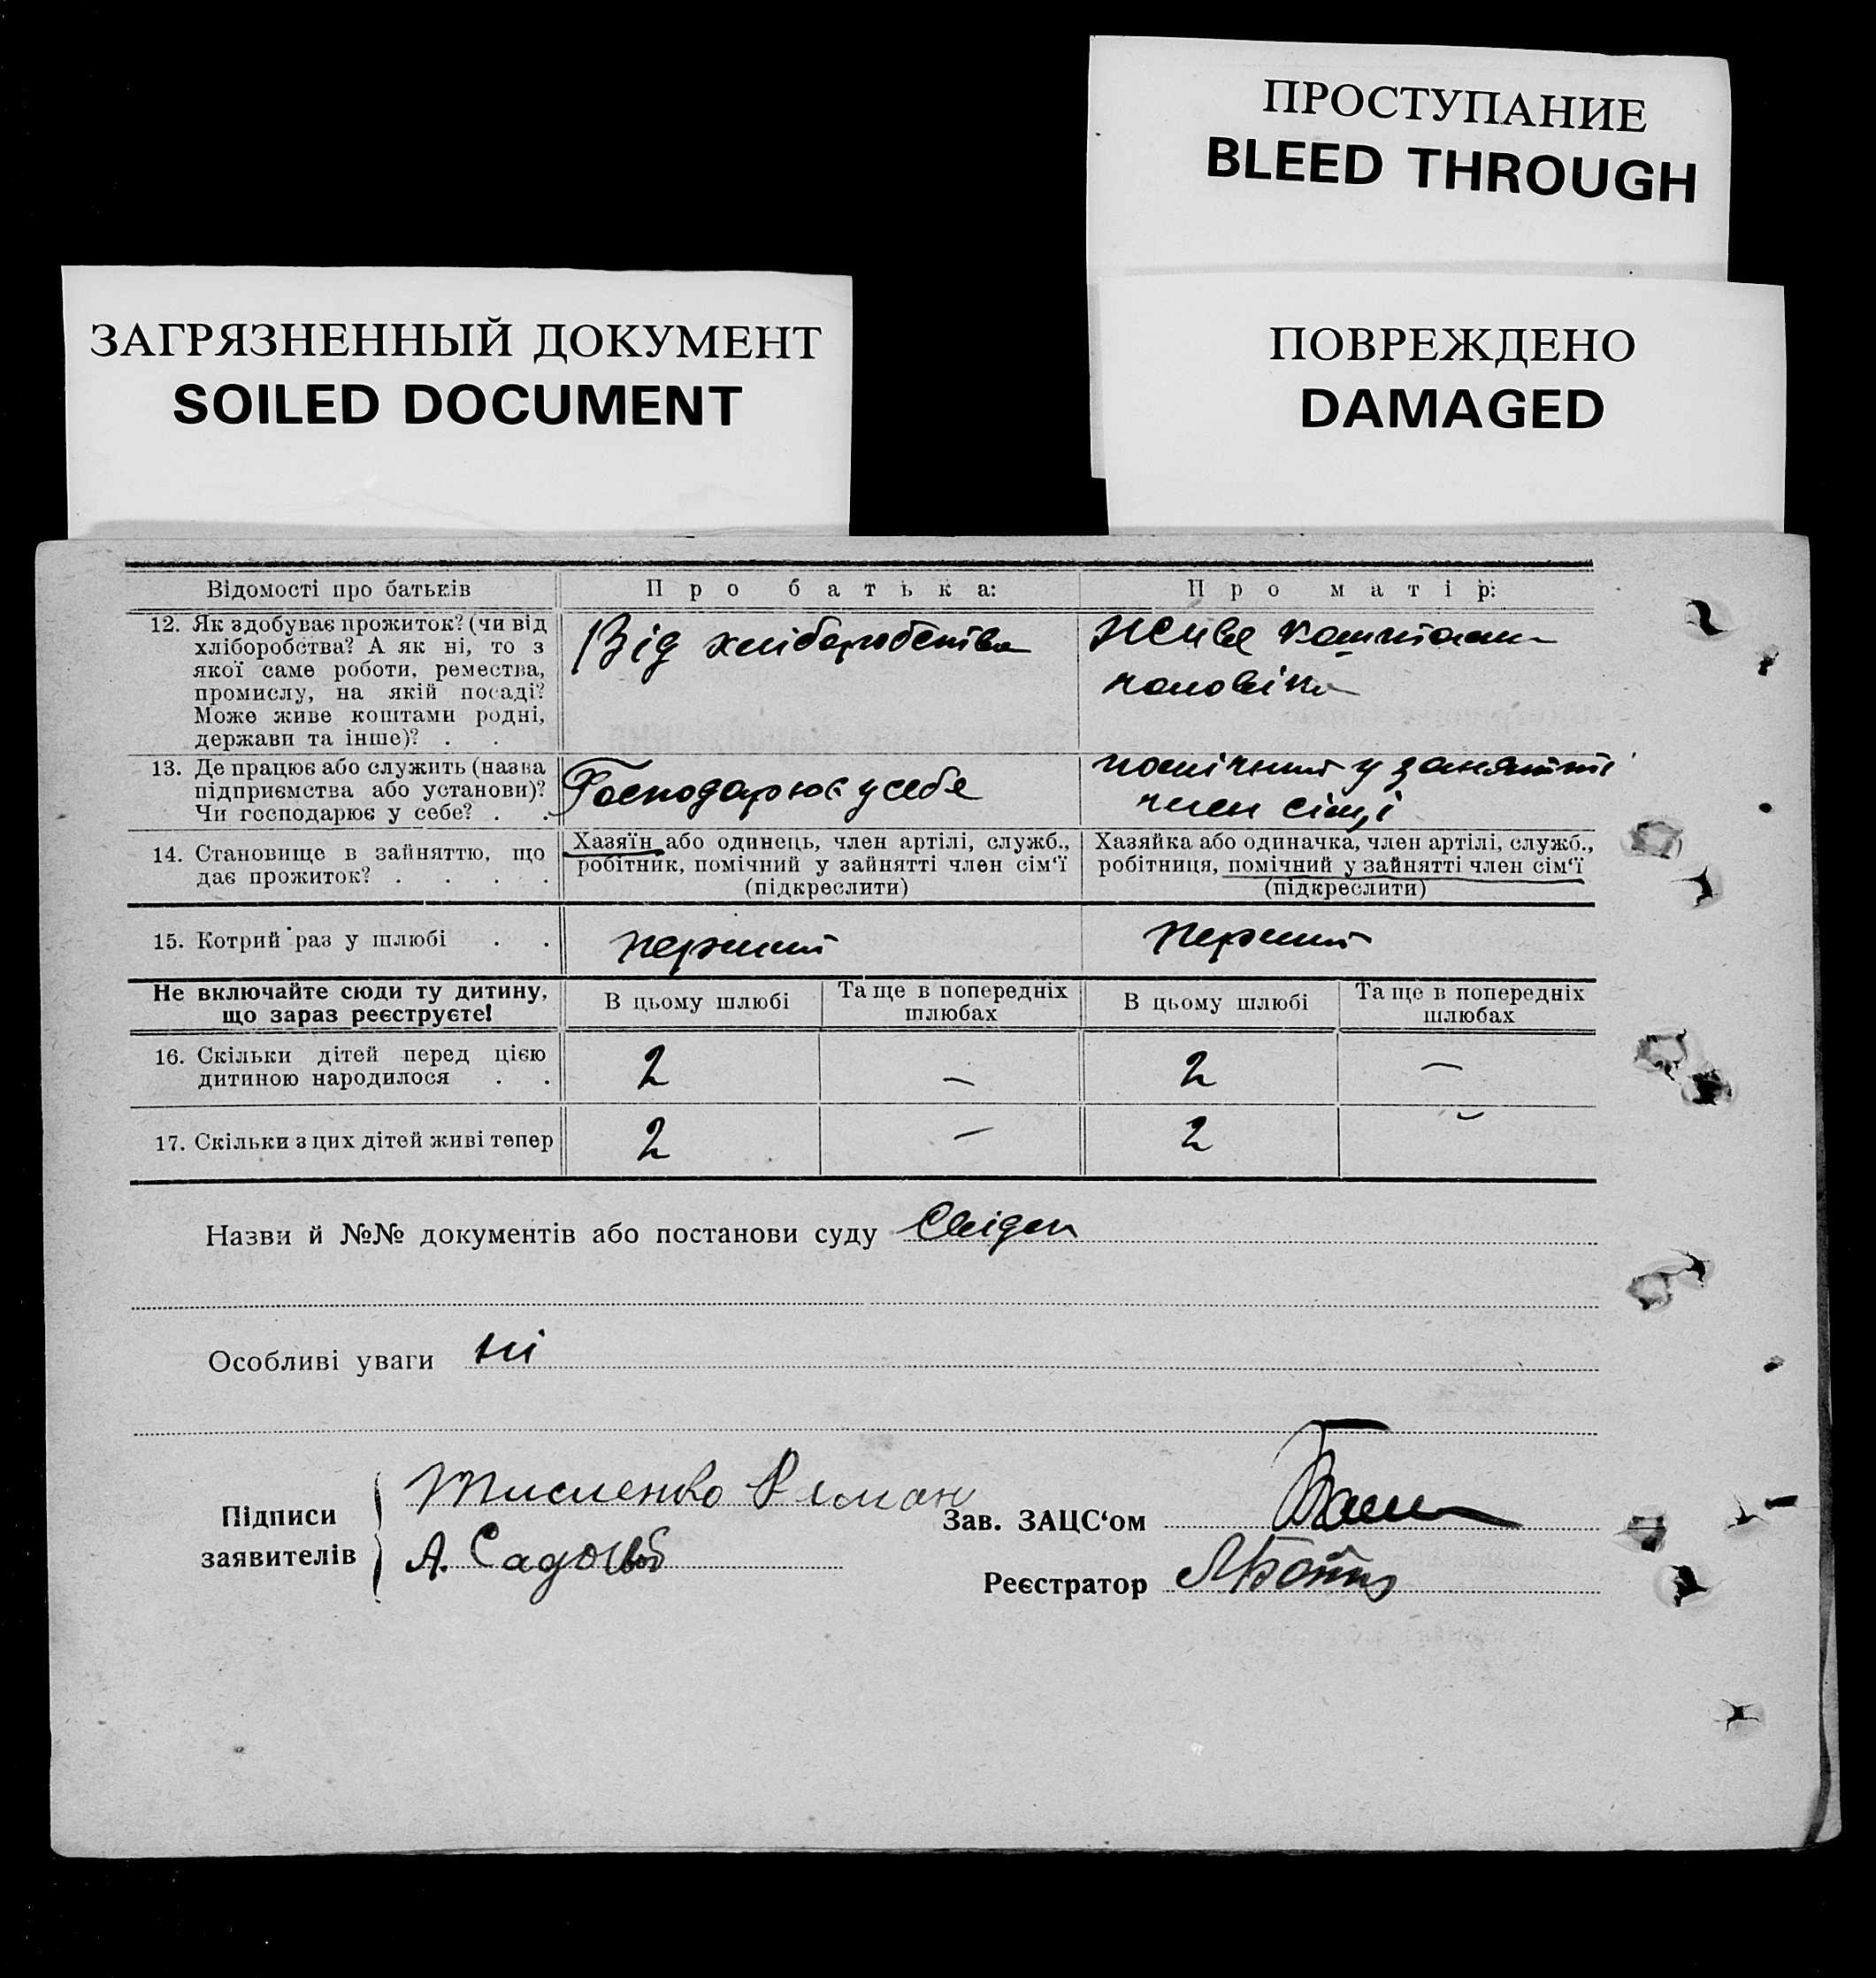 ПРОСТУПАНИЕ
BLEED THROUGH
ЗАГРЯЗНЕННЫЙ ДОКУМЕНТ
SOILED DOCUMENT
ПОВРЕЖДЕНО
DAMAGED
Відомості про батьків
Про батька:
Про матір:
12. Як здобуває прожиток? (чи від
хліборобства? А як ні, то з
якої саме роботи, ремества,
промислу, на якій посаді?
Може живе коштами родні,
держави та інше)? . .
Від хліборобства
Живе коштами
чоловіка
13. Де працює або служить (назва
підприємства або установи)?
Чи господарює у себе? . .
Господарює у себе
помічний у занятті
член сім'ї
14. Становище в зайняттю, що
дає прожиток? . . . .
Хазяїн або одинець, член артілі, служб.,
робітник, помічний у зайнятті член сім‘ї
(підкреслити)
Хазяйка або одиначка, член артілі, служб.,
робітниця, помічний у зайнятті член сім‘ї
(підкреслити)
15. Котрий раз у шлюбі . .
перший
перший
Не включайте сюди ту дитину,
що зараз реєструєте!
В цьому шлюбі
Та ще в попередніх
шлюбах
В цьому шлюбі
Та ще в попередніх
шлюбах
16. Скільки дітей перед цією
дитиною народилося . .
2
—
2
—
17. Скільки з цих дітей живі тепер
2
—
2
—
Назви й №№ документів або постанови суду
Особливі уваги ні
Підписи
заявителів
Роман
А.
Зав. ЗАЦС‘ом
Реєстратор